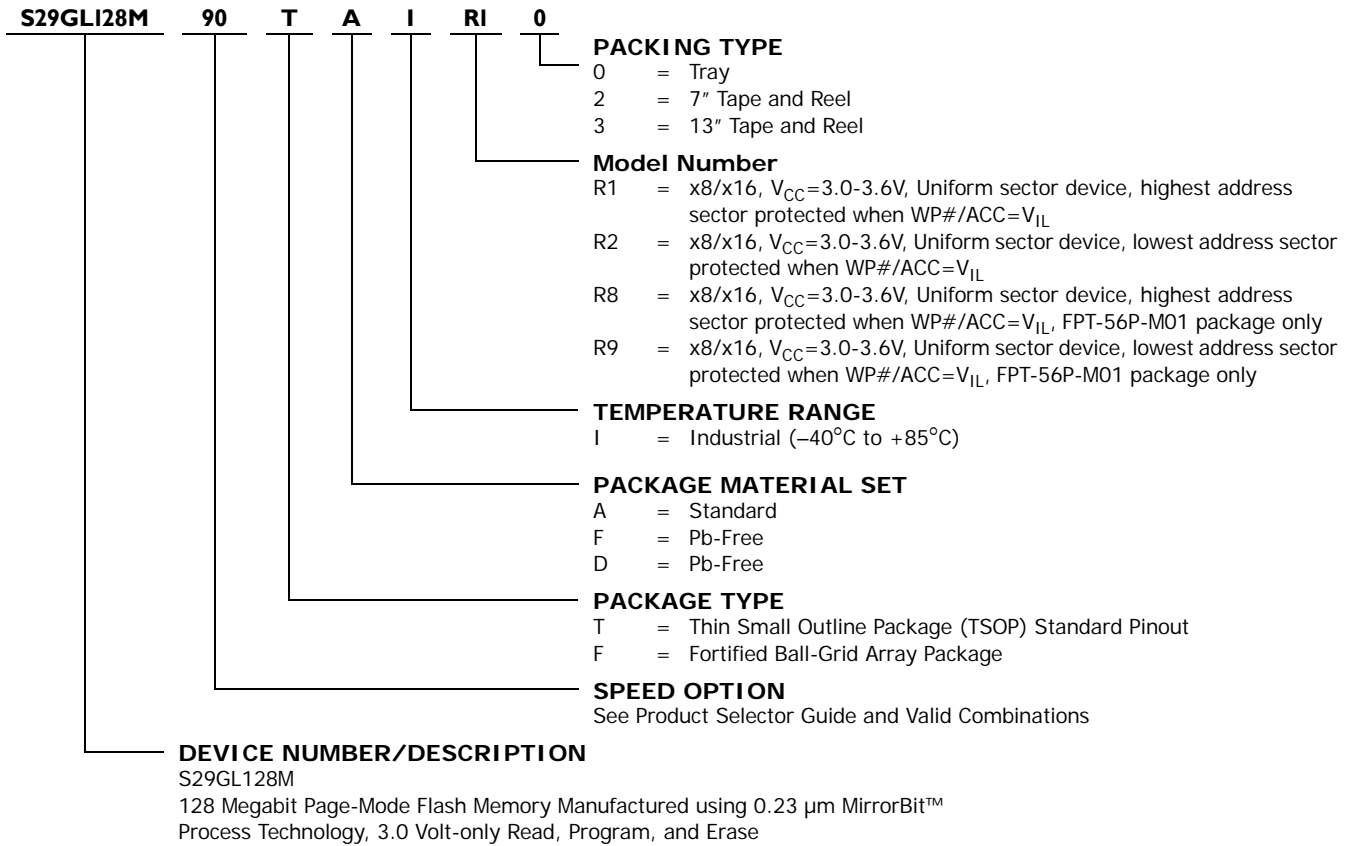 S29GL128M 90 T A I R1 0
PACKING TYPE
0 = Tray
2 = 7″ Tape and Reel
3 = 13″ Tape and Reel
Model Number
R1 = x8/x16, VCC=3.0-3.6V, Uniform sector device, highest address
sector protected when WP#/ACC=VIL
R2 = x8/x16, VCC=3.0-3.6V, Uniform sector device, lowest address sector
protected when WP#/ACC=VIL
R8 = x8/x16, VCC=3.0-3.6V, Uniform sector device, highest address
sector protected when WP#/ACC=VIL, FPT-56P-M01 package only
R9 = x8/x16, VCC=3.0-3.6V, Uniform sector device, lowest address sector
protected when WP#/ACC=VIL, FPT-56P-M01 package only
TEMPERATURE RANGE
I = Industrial (–40°C to +85°C)
PACKAGE MATERIAL SET
A = Standard
F = Pb-Free
D = Pb-Free
PACKAGE TYPE
T = Thin Small Outline Package (TSOP) Standard Pinout
F = Fortified Ball-Grid Array Package
SPEED OPTION
See Product Selector Guide and Valid Combinations
DEVICE NUMBER/DESCRIPTION
S29GL128M
128 Megabit Page-Mode Flash Memory Manufactured using 0.23 µm MirrorBit™
Process Technology, 3.0 Volt-only Read, Program, and Erase